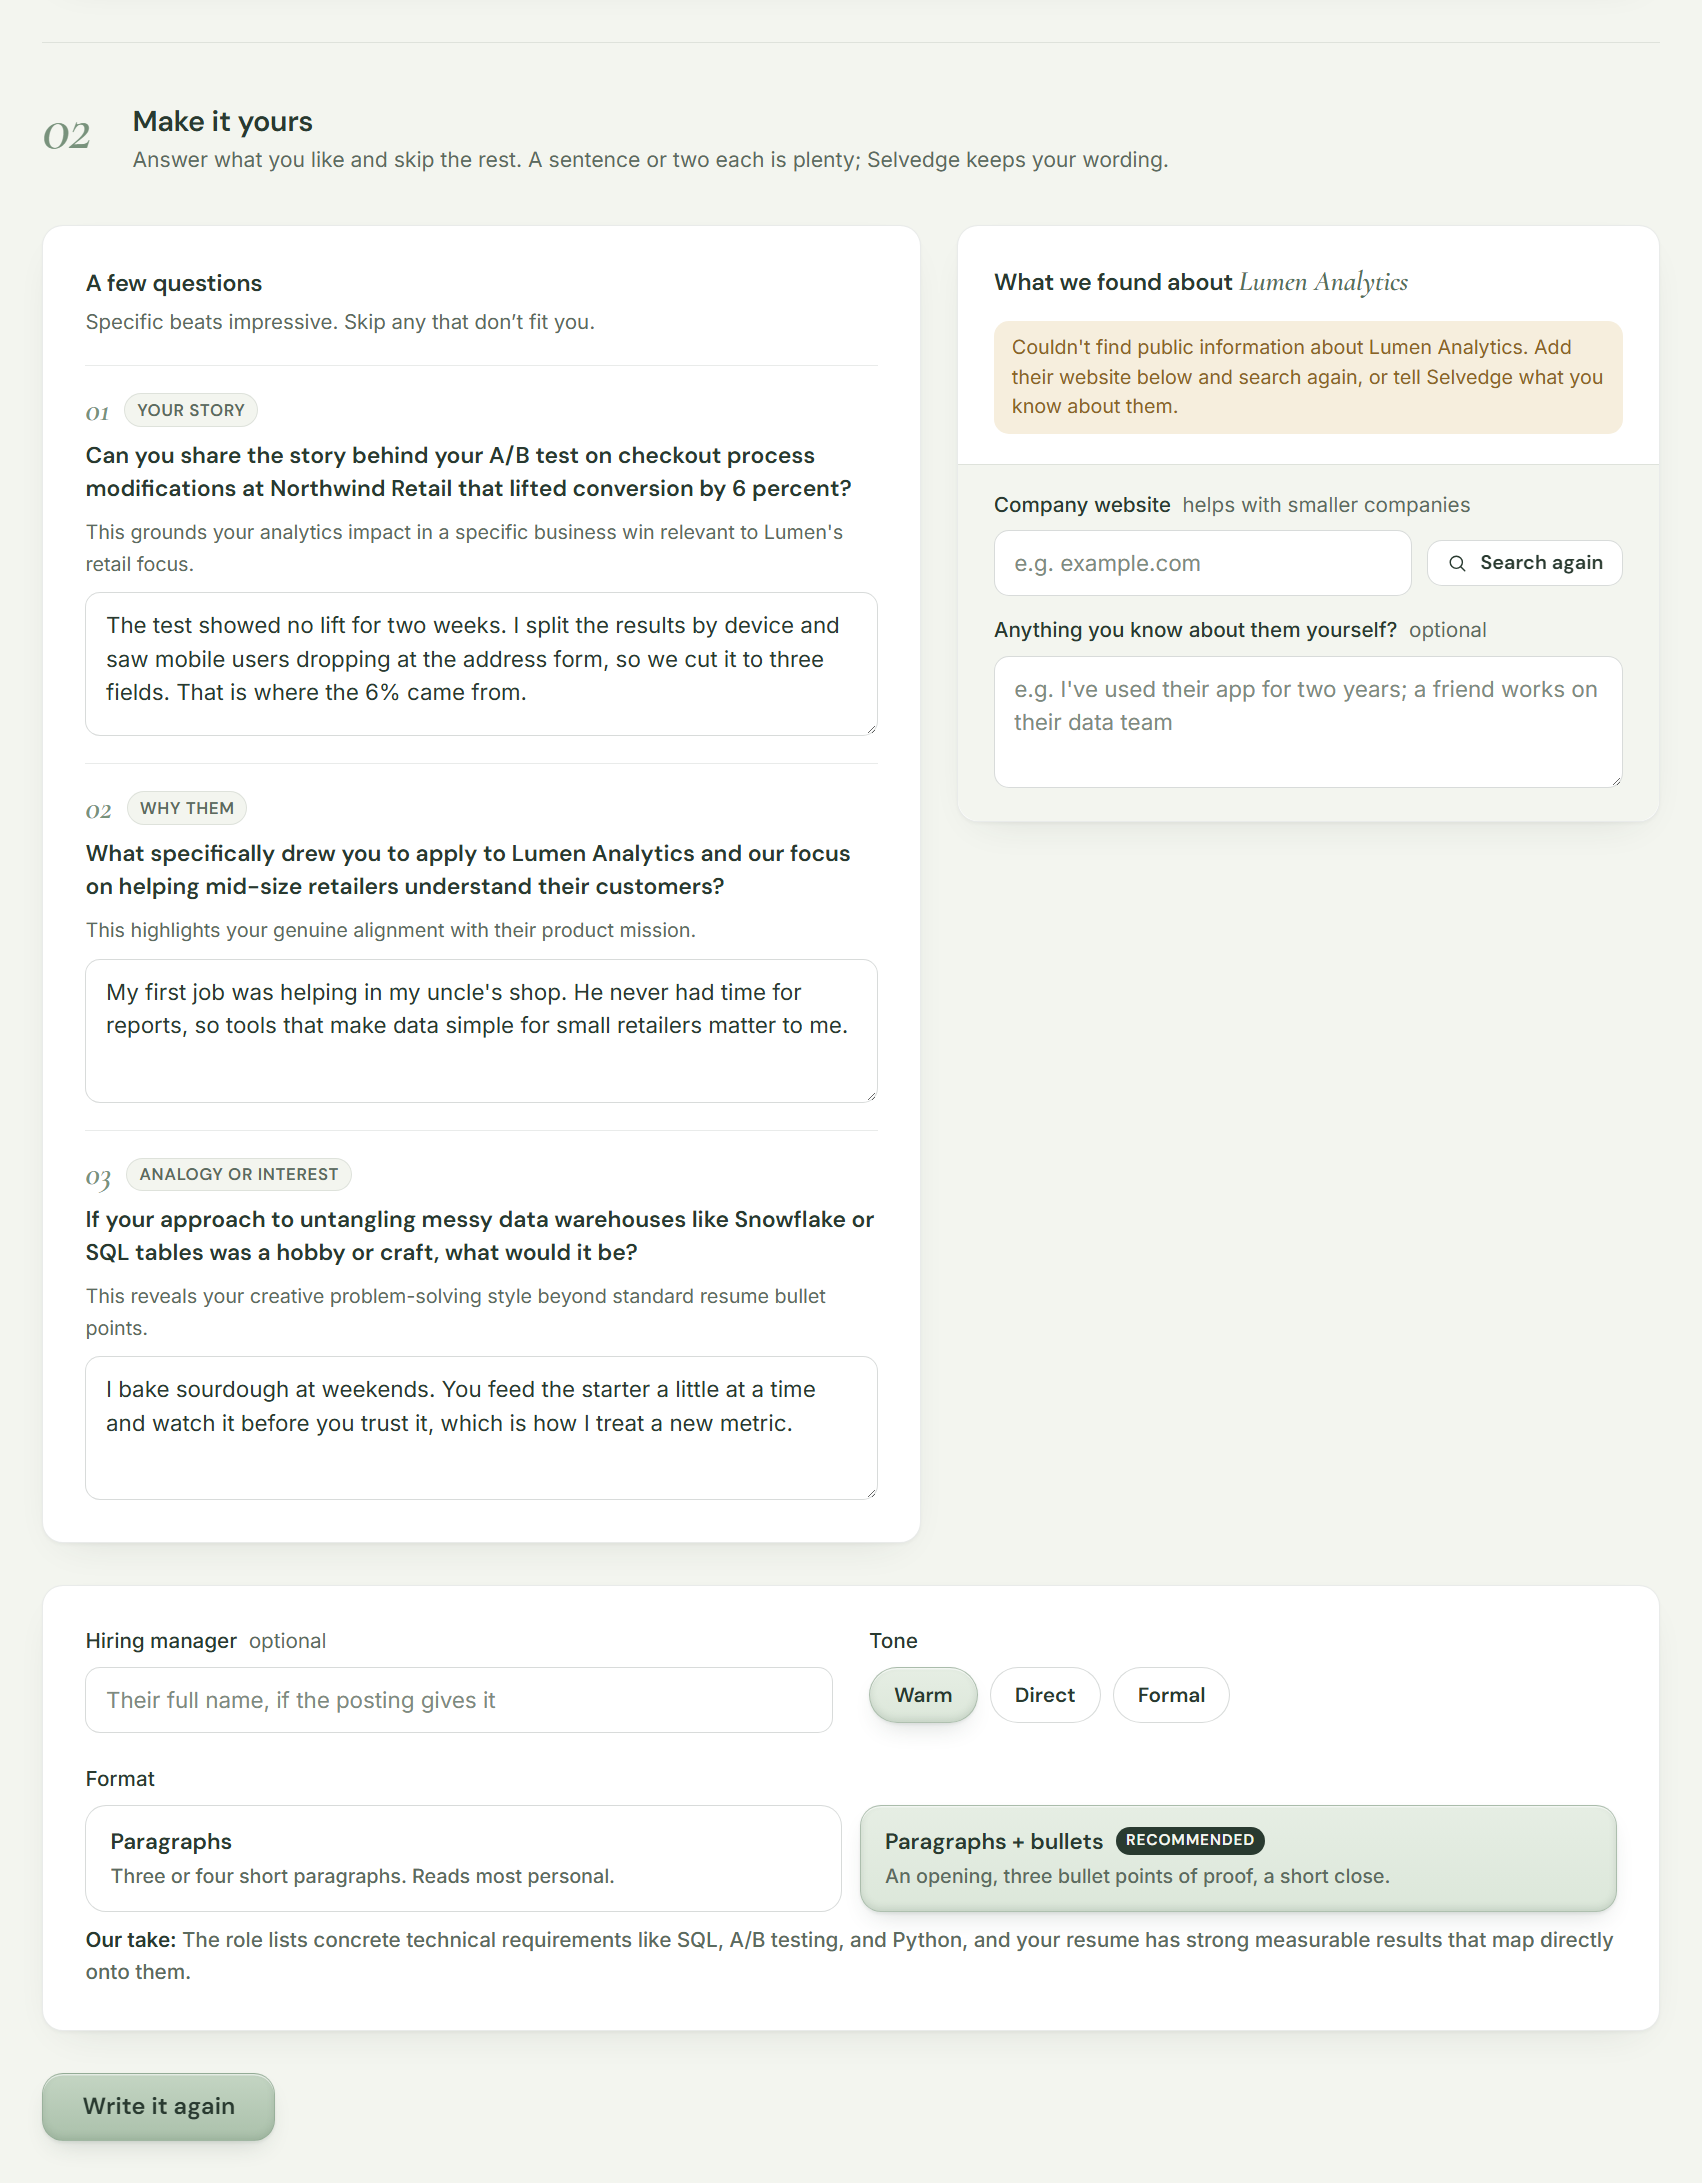 02
Make it yours
Answer what you like and skip the rest. A sentence or two each is plenty; Selvedge keeps your wording.
A few questions
Specific beats impressive. Skip any that don’t fit you.
01 YOUR STORY
Can you share the story behind your A/B test on checkout process
modifications at Northwind Retail that lifted conversion by 6 percent?
This grounds your analytics impact in a specific business win relevant to Lumen's
retail focus.
The test showed no lift for two weeks. I split the results by device and
saw mobile users dropping at the address form, so we cut it to three
fields. That is where the 6% came from.
02 WHY THEM
What specifically drew you to apply to Lumen Analytics and our focus
on helping mid-size retailers understand their customers?
This highlights your genuine alignment with their product mission.
My first job was helping in my uncle's shop. He never had time for
reports, so tools that make data simple for small retailers matter to me.
03 ANALOGY OR INTEREST
If your approach to untangling messy data warehouses like Snowflake or
SQL tables was a hobby or craft, what would it be?
This reveals your creative problem-solving style beyond standard resume bullet
points.
I bake sourdough at weekends. You feed the starter a little at a time
and watch it before you trust it, which is how I treat a new metric.
What we found about Lumen Analytics
Couldn't find public information about Lumen Analytics. Add
their website below and search again, or tell Selvedge what you
know about them.
Company website helps with smaller companies
e.g. example.com
Search again
Anything you know about them yourself? optional
e.g. I've used their app for two years; a friend works on
their data team
Hiring manager optional
Their full name, if the posting gives it
Tone
Warm Direct Formal
Format
Paragraphs
Three or four short paragraphs. Reads most personal.
Paragraphs + bullets RECOMMENDED
An opening, three bullet points of proof, a short close.
Our take: The role lists concrete technical requirements like SQL, A/B testing, and Python, and your resume has strong measurable results that map directly
onto them.
Write it again